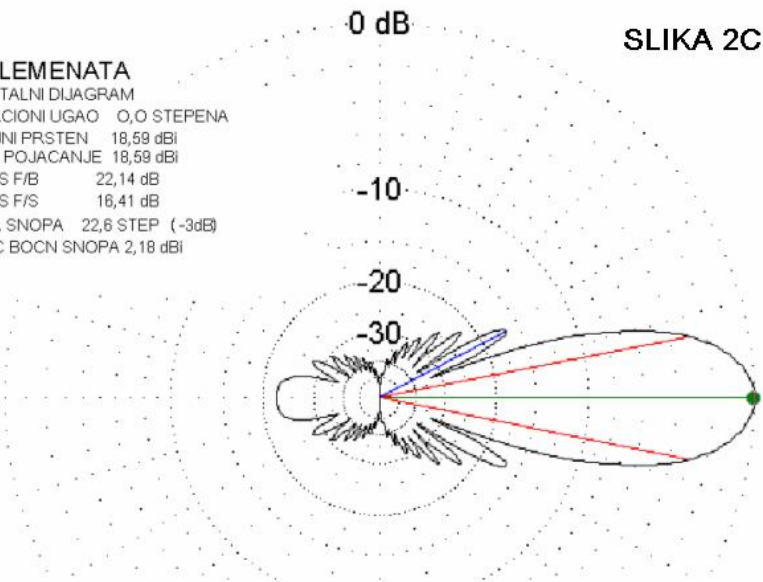 0 dB
SLIKA 2C
LEMENATA
TALNI DIJAGRAM
CIONI UGAO O,O STEPENA
NI PRSTEN 18,59 dBi
POJACANJE 18,59 dBi
S F/B 22,14 dB
S F/S 16,41 dB
SNOPA 22,6 STEP (-3dB)
C BOCN SNOPA 2,18 dBi
-10
-20
-30